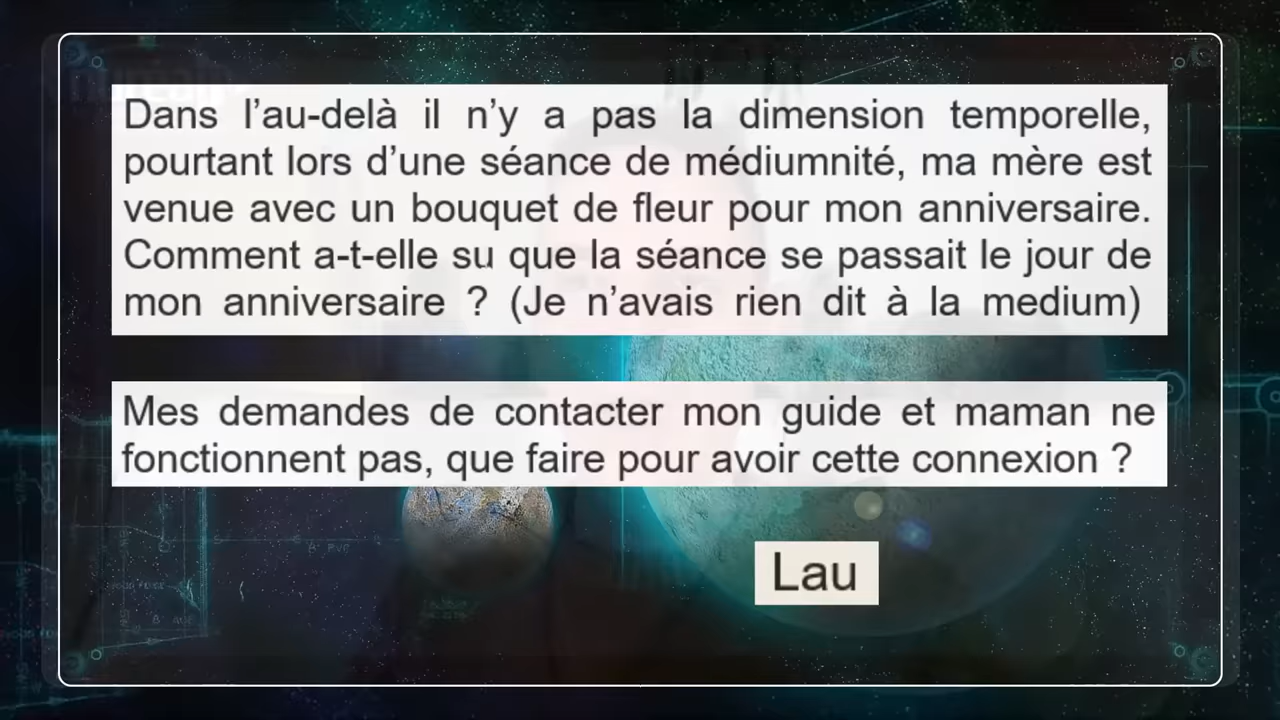 Dans l’au-delà il n’y a pas la dimension temporelle,
pourtant lors d’une séance de médiumnité, ma mère est
venue avec un bouquet de fleur pour mon anniversaire.
Comment a-t-elle su que la séance se passait le jour de
mon anniversaire ? (Je n’avais rien dit à la medium)
Mes demandes de contacter mon guide et maman ne
fonctionnent pas, que faire pour avoir cette connexion ?
Lau